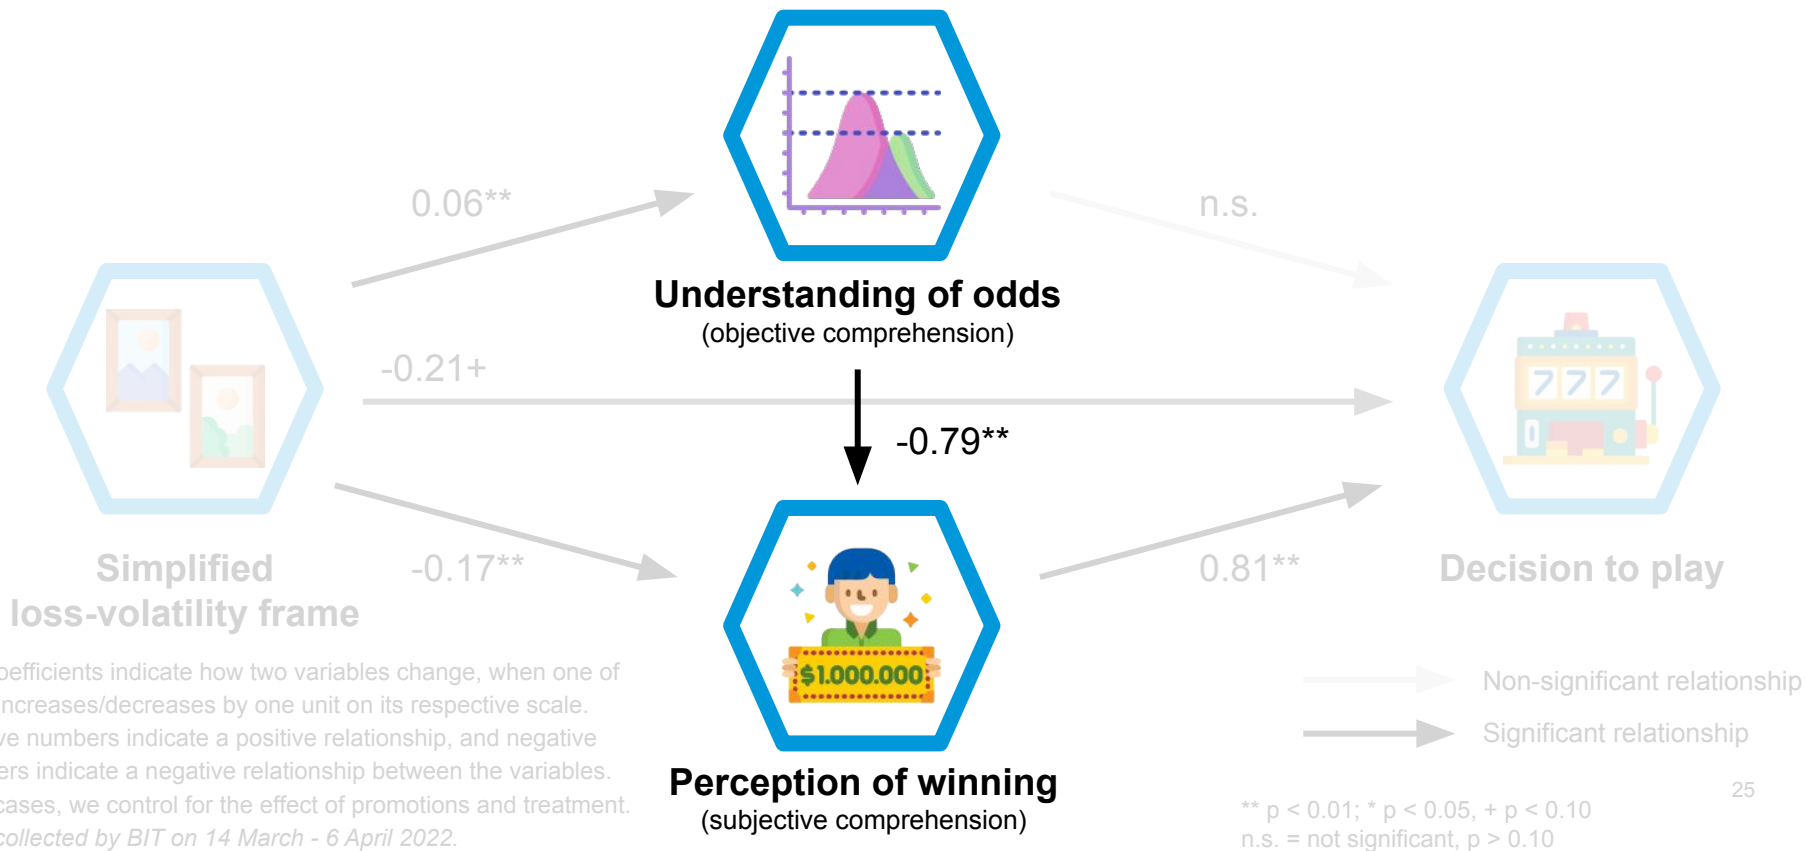 0.06**
n.s.
Understanding of odds
(objective comprehension)
-0.21+
-0.79**
777
Simplified
loss-volatility frame
-0.17**
0.81**
Decision to play
$1.000.000
oefficients indicate how two variables change, when one of
ncreases/decreases by one unit on its respective scale.
ve numbers indicate a positive relationship, and negative
ers indicate a negative relationship between the variables.
cases, we control for the effect of promotions and treatment.
collected by BIT on 14 March - 6 April 2022.
Perception of winning
(subjective comprehension)
Non-significant relationship
Significant relationship
** p < 0.01; * p < 0.05, + p < 0.10
n.s. = not significant, p > 0.10
25